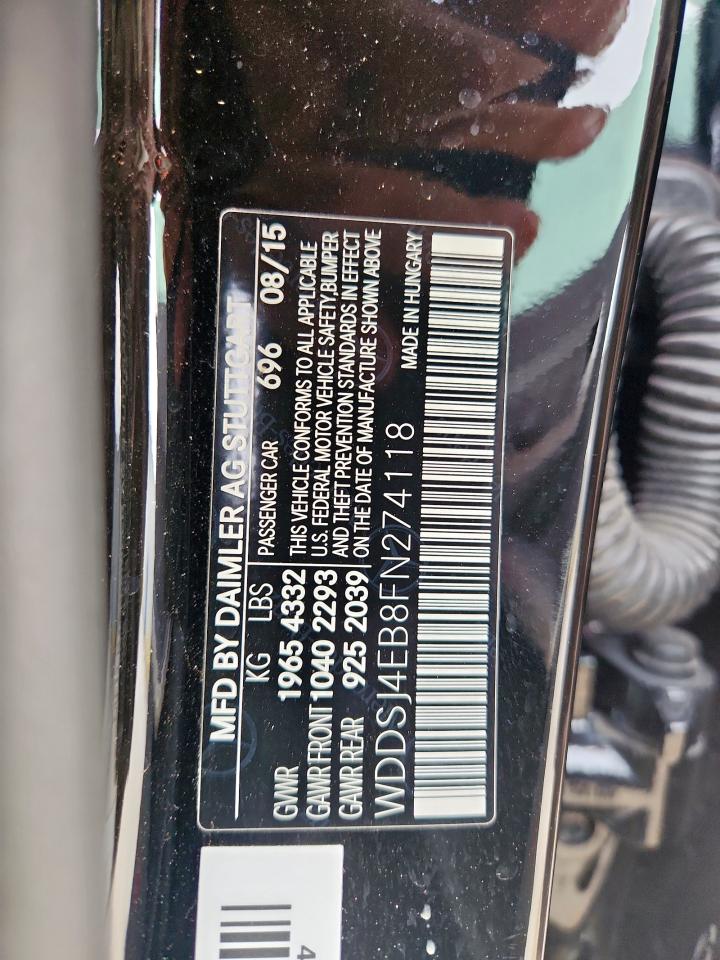 MFD BY DAIMLER AG STUTTGART
KG LBS
GVWR 1965 4332
GAWR FRONT 1040 2293
GAWR REAR 925 2039
PASSENGER CAR 696 08/15
THIS VEHICLE CONFORMS TO ALL APPLICABLE
U.S. FEDERAL MOTOR VEHICLE SAFETY,BUMPER
AND THEFT PREVENTION STANDARDS IN EFFECT
ON THE DATE OF MANUFACTURE SHOWN ABOVE
WDDSJ4EB8FN274118
MADE IN HUNGARY
4